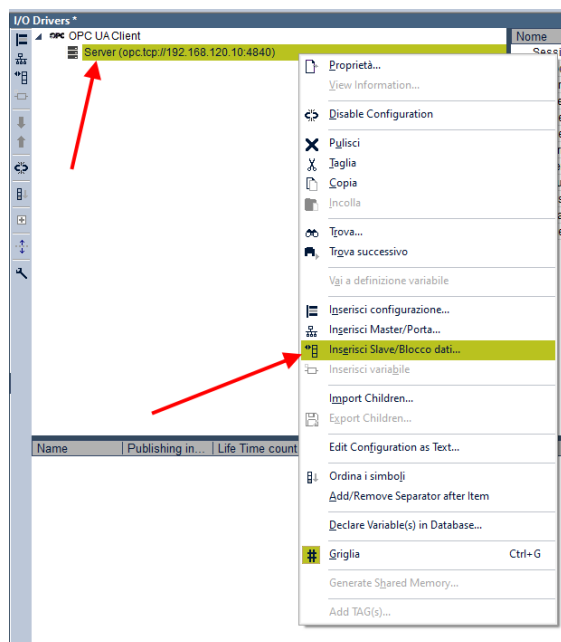 I/O Drivers *
OPC UA Client
Server (opc.tcp://192.168.120.10:4840)
Nome
Sessi
Proprietà...
View Information...
Disable Configuration
Pulisci
Taglia
Copia
Incolla
Trova...
Trova successivo
Vai a definizione variabile
Inserisci configurazione...
Inserisci Master/Porta...
Inserisci Slave/Blocco dati...
Inserisci variabile
Import Children...
Export Children...
Edit Configuration as Text...
Ordina i simboli
Add/Remove Separator after Item
Declare Variable(s) in Database...
Griglia Ctrl+G
Generate Shared Memory...
Add TAG(s)...
Name Publishing in... Life Time count